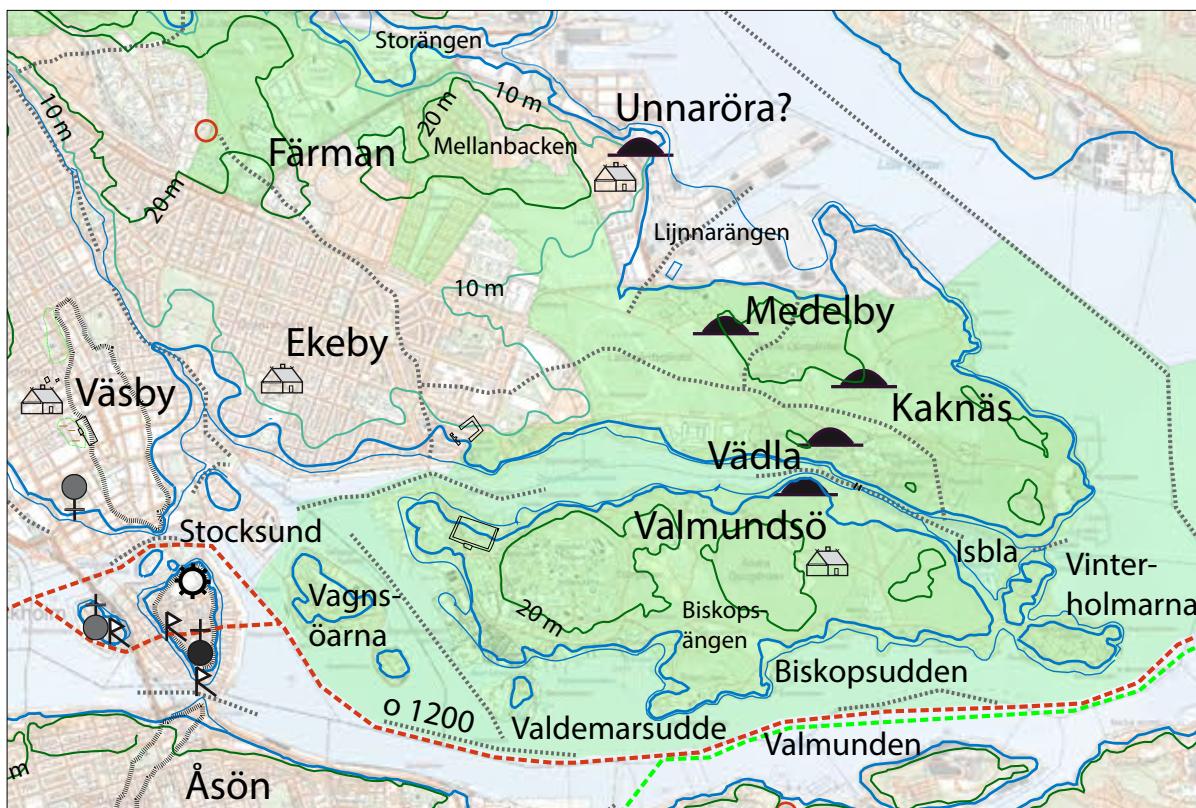 Storängen
10 m
10 m
20 m
Unnaröra?
Färman
Mellanbacken
20 m
Lijnnarängen
10 m
Medelby
Ekeby
Väsby
Kaknäs
Vädla
Valmundsö
Stocksund
Isbla
Vinter-
holmarna
Vagns-
öarna
20 m
Biskops-
ängen
Biskopsudden
o 1200
Valdemarsudde
Valmunden
m
Åsön